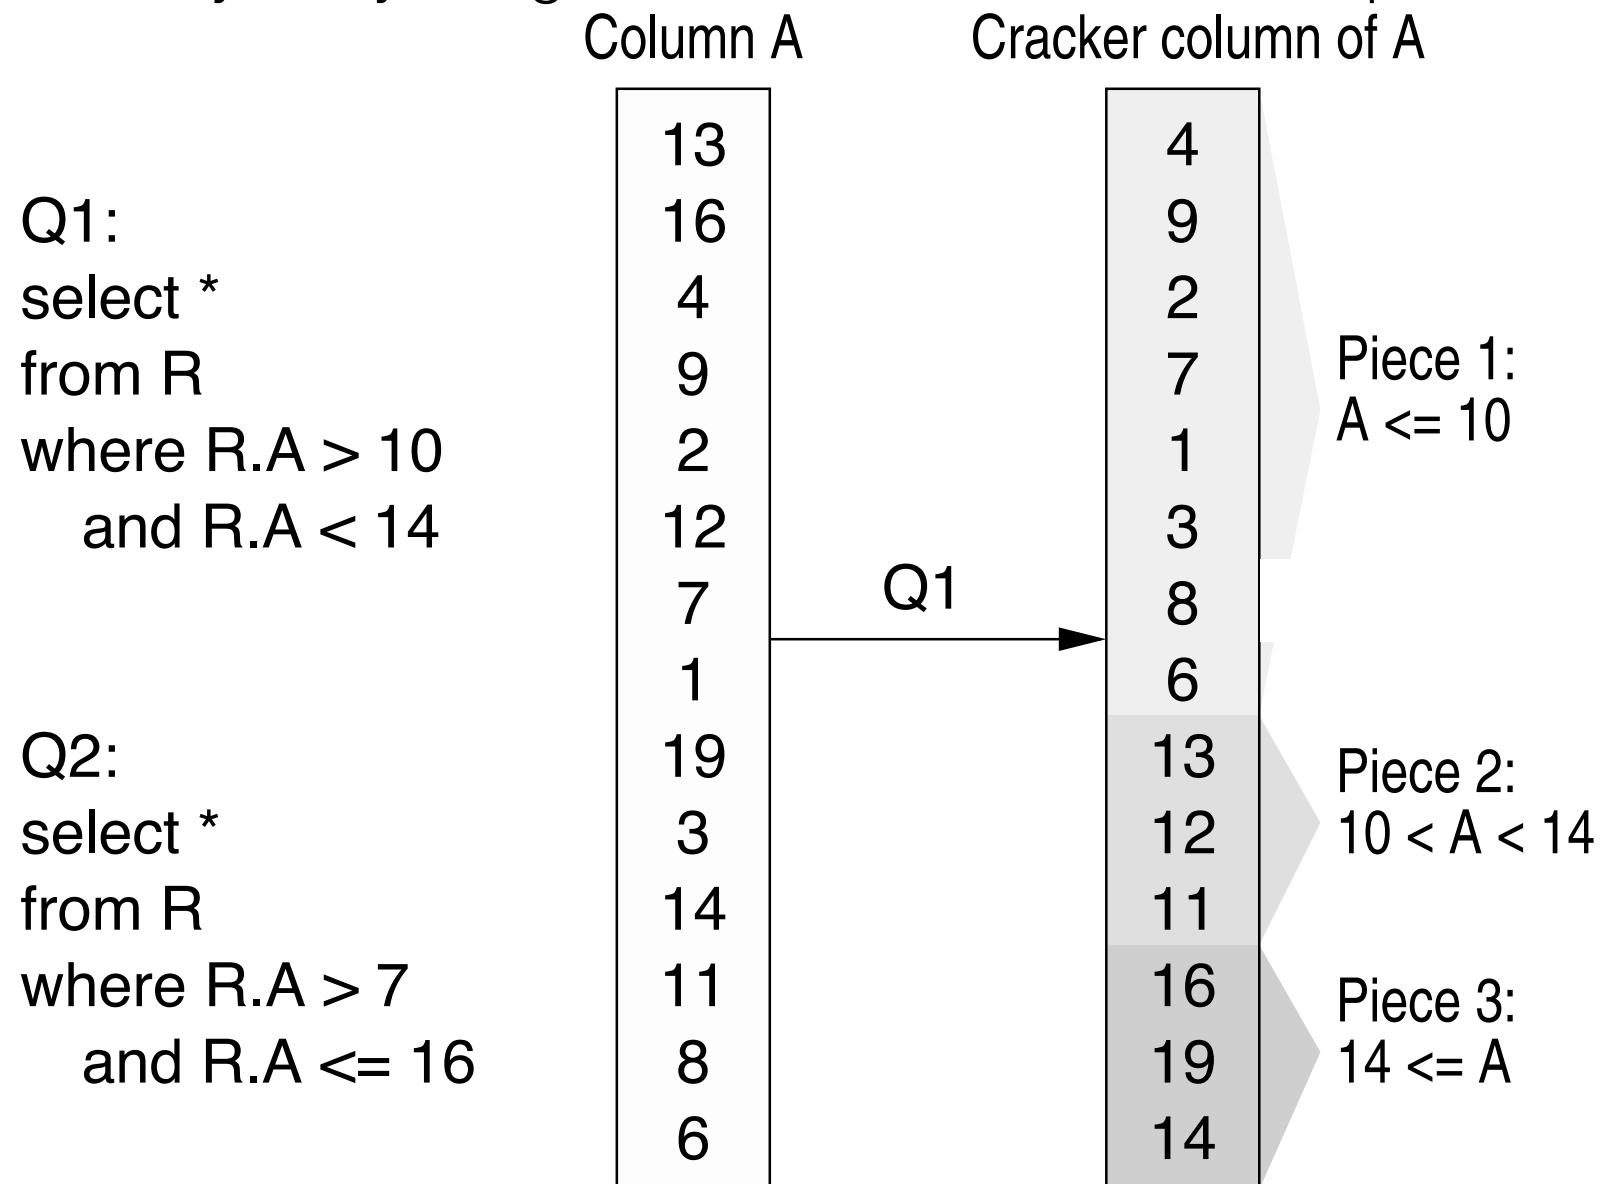 Column A
Cracker column of A
Q1:
select *
from R
where R.A > 10
and R.A < 14
Q2:
select *
from R
where R.A > 7
and R.A <= 16
13
16
4
9
2
12
7
1
19
3
14
11
8
6
Q1
4
9
2
7
1
3
8
6
13
12
11
16
19
14
Piece 1:
A <= 10
Piece 2:
10 < A < 14
Piece 3:
14 <= A